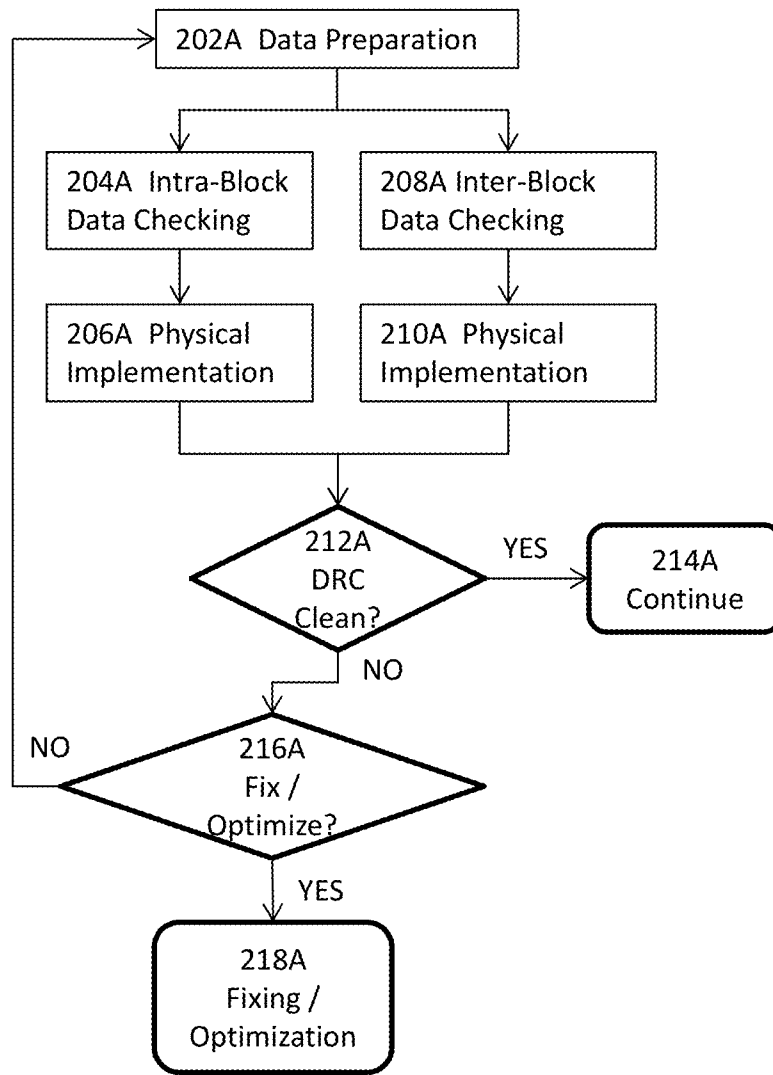 202A Data Preparation
204A Intra-Block
Data Checking
208A Inter-Block
Data Checking
206A Physical
Implementation
210A Physical
Implementation
212A
DRC
Clean?
YES
214A
Continue
NO
NO
216A
Fix /
Optimize?
YES
218A
Fixing /
Optimization